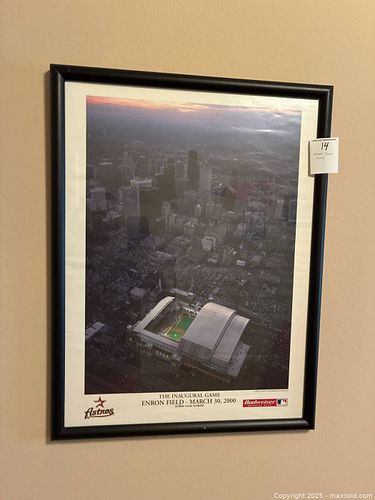 14
THE INAUGURAL GAME
ENRON FIELD - MARCH 30, 2000
Astros
Budweiser
Copyright © 2025 - maxsold.com